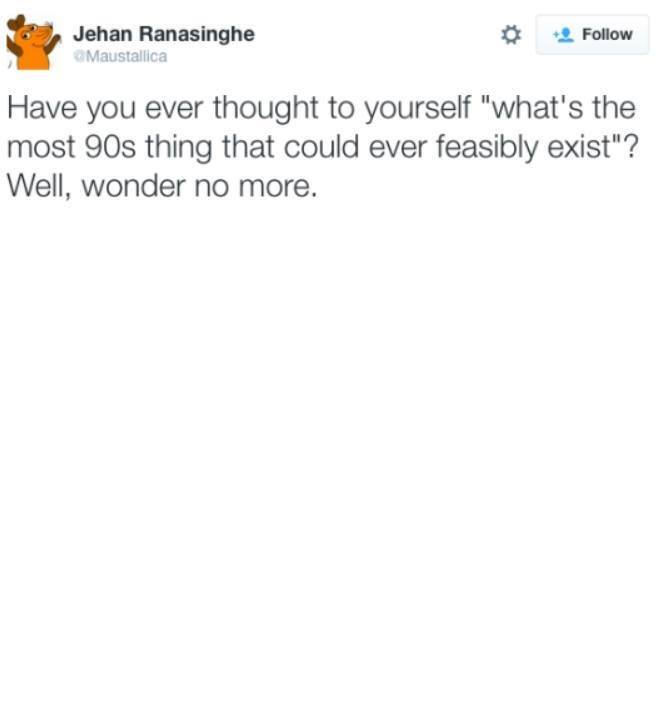 Jehan Ranasinghe
@Maustallica
Follow
Have you ever thought to yourself "what's the
most 90s thing that could ever feasibly exist"?
Well, wonder no more.